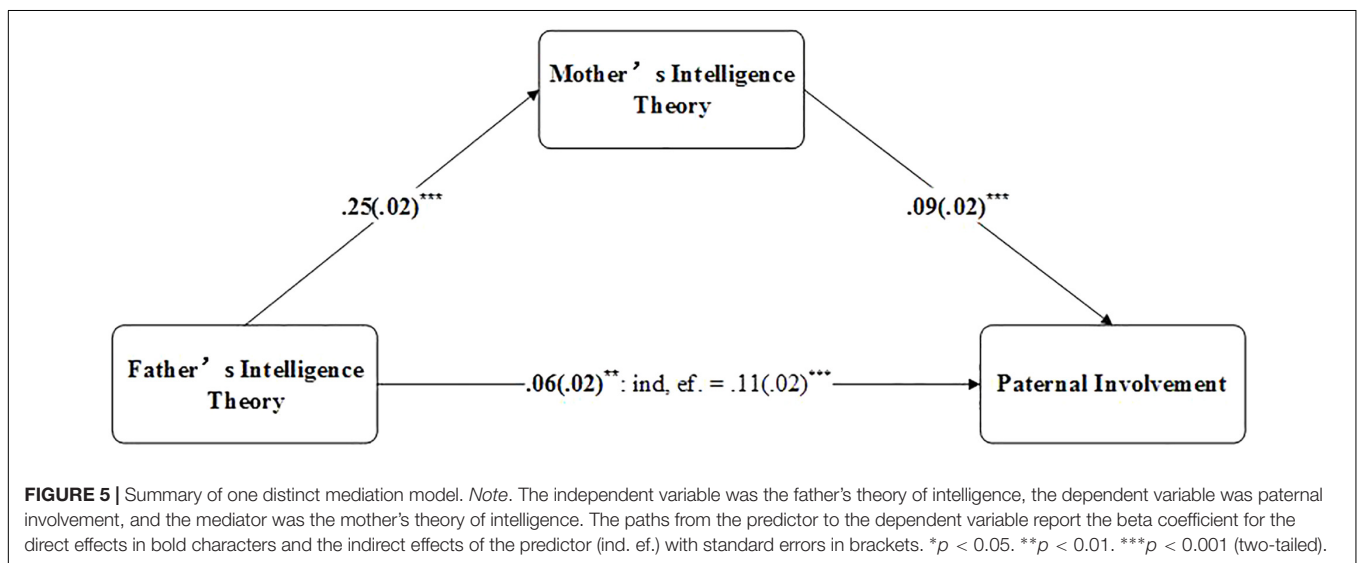 Mother’ s Intelligence
Theory
.25(.02)***
.09(.02)***
Father’ s Intelligence
Theory
.06(.02)**: ind, ef. = .11(.02)***
Paternal Involvement
FIGURE 5 | Summary of one distinct mediation model. Note. The independent variable was the father’s theory of intelligence, the dependent variable was paternal
involvement, and the mediator was the mother’s theory of intelligence. The paths from the predictor to the dependent variable report the beta coefficient for the
direct effects in bold characters and the indirect effects of the predictor (ind. ef.) with standard errors in brackets. *p < 0.05. **p < 0.01. ***p < 0.001 (two-tailed).